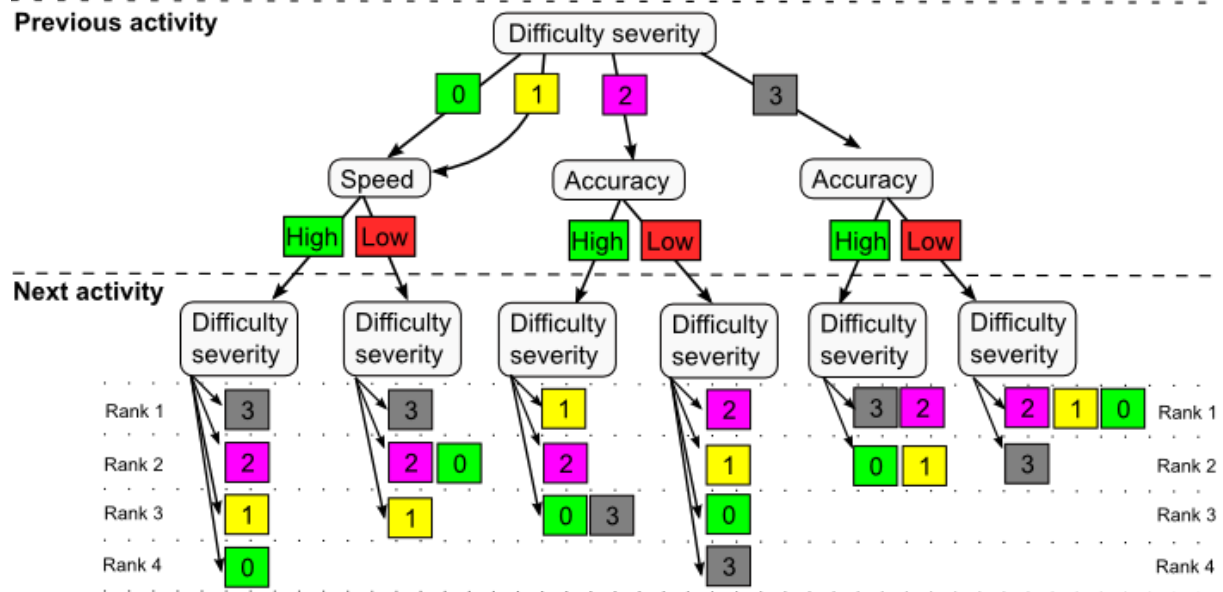 Previous activity
Difficulty severity
0 1 2 3
Speed Accuracy Accuracy
High Low High Low High Low
Next activity
Difficulty severity
Difficulty severity
Difficulty severity
Difficulty severity
Difficulty severity
Difficulty severity
Rank 1 3 3 1 2 3 2 2 1 0 Rank 1
Rank 2 2 2 0 2 1 0 1 3 Rank 2
Rank 3 1 1 0 3 0 Rank 3
Rank 4 0 3 Rank 4